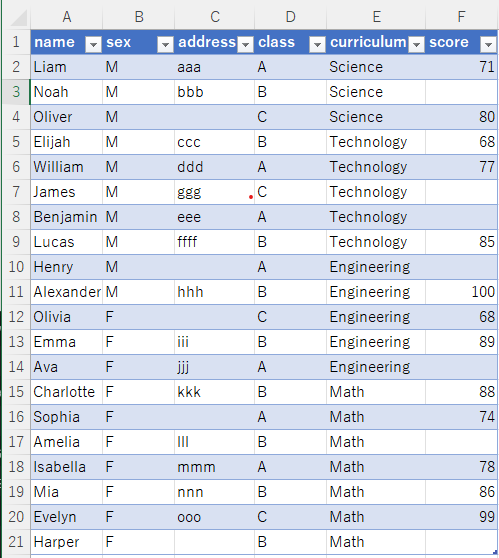 A B C D E F
1 name sex address class curriculum score
2 Liam M aaa A Science 71
3 Noah M bbb B Science
4 Oliver M C Science 80
5 Elijah M ccc B Technology 68
6 William M ddd A Technology 77
7 James M ggg C Technology
8 Benjamin M eee A Technology
9 Lucas M ffff B Technology 85
10 Henry M A Engineering
11 Alexander M hhh B Engineering 100
12 Olivia F C Engineering 68
13 Emma F iii B Engineering 89
14 Ava F jjj A Engineering
15 Charlotte F kkk B Math 88
16 Sophia F A Math 74
17 Amelia F lll B Math
18 Isabella F mmm A Math 78
19 Mia F nnn B Math 86
20 Evelyn F ooo C Math 99
21 Harper F B Math